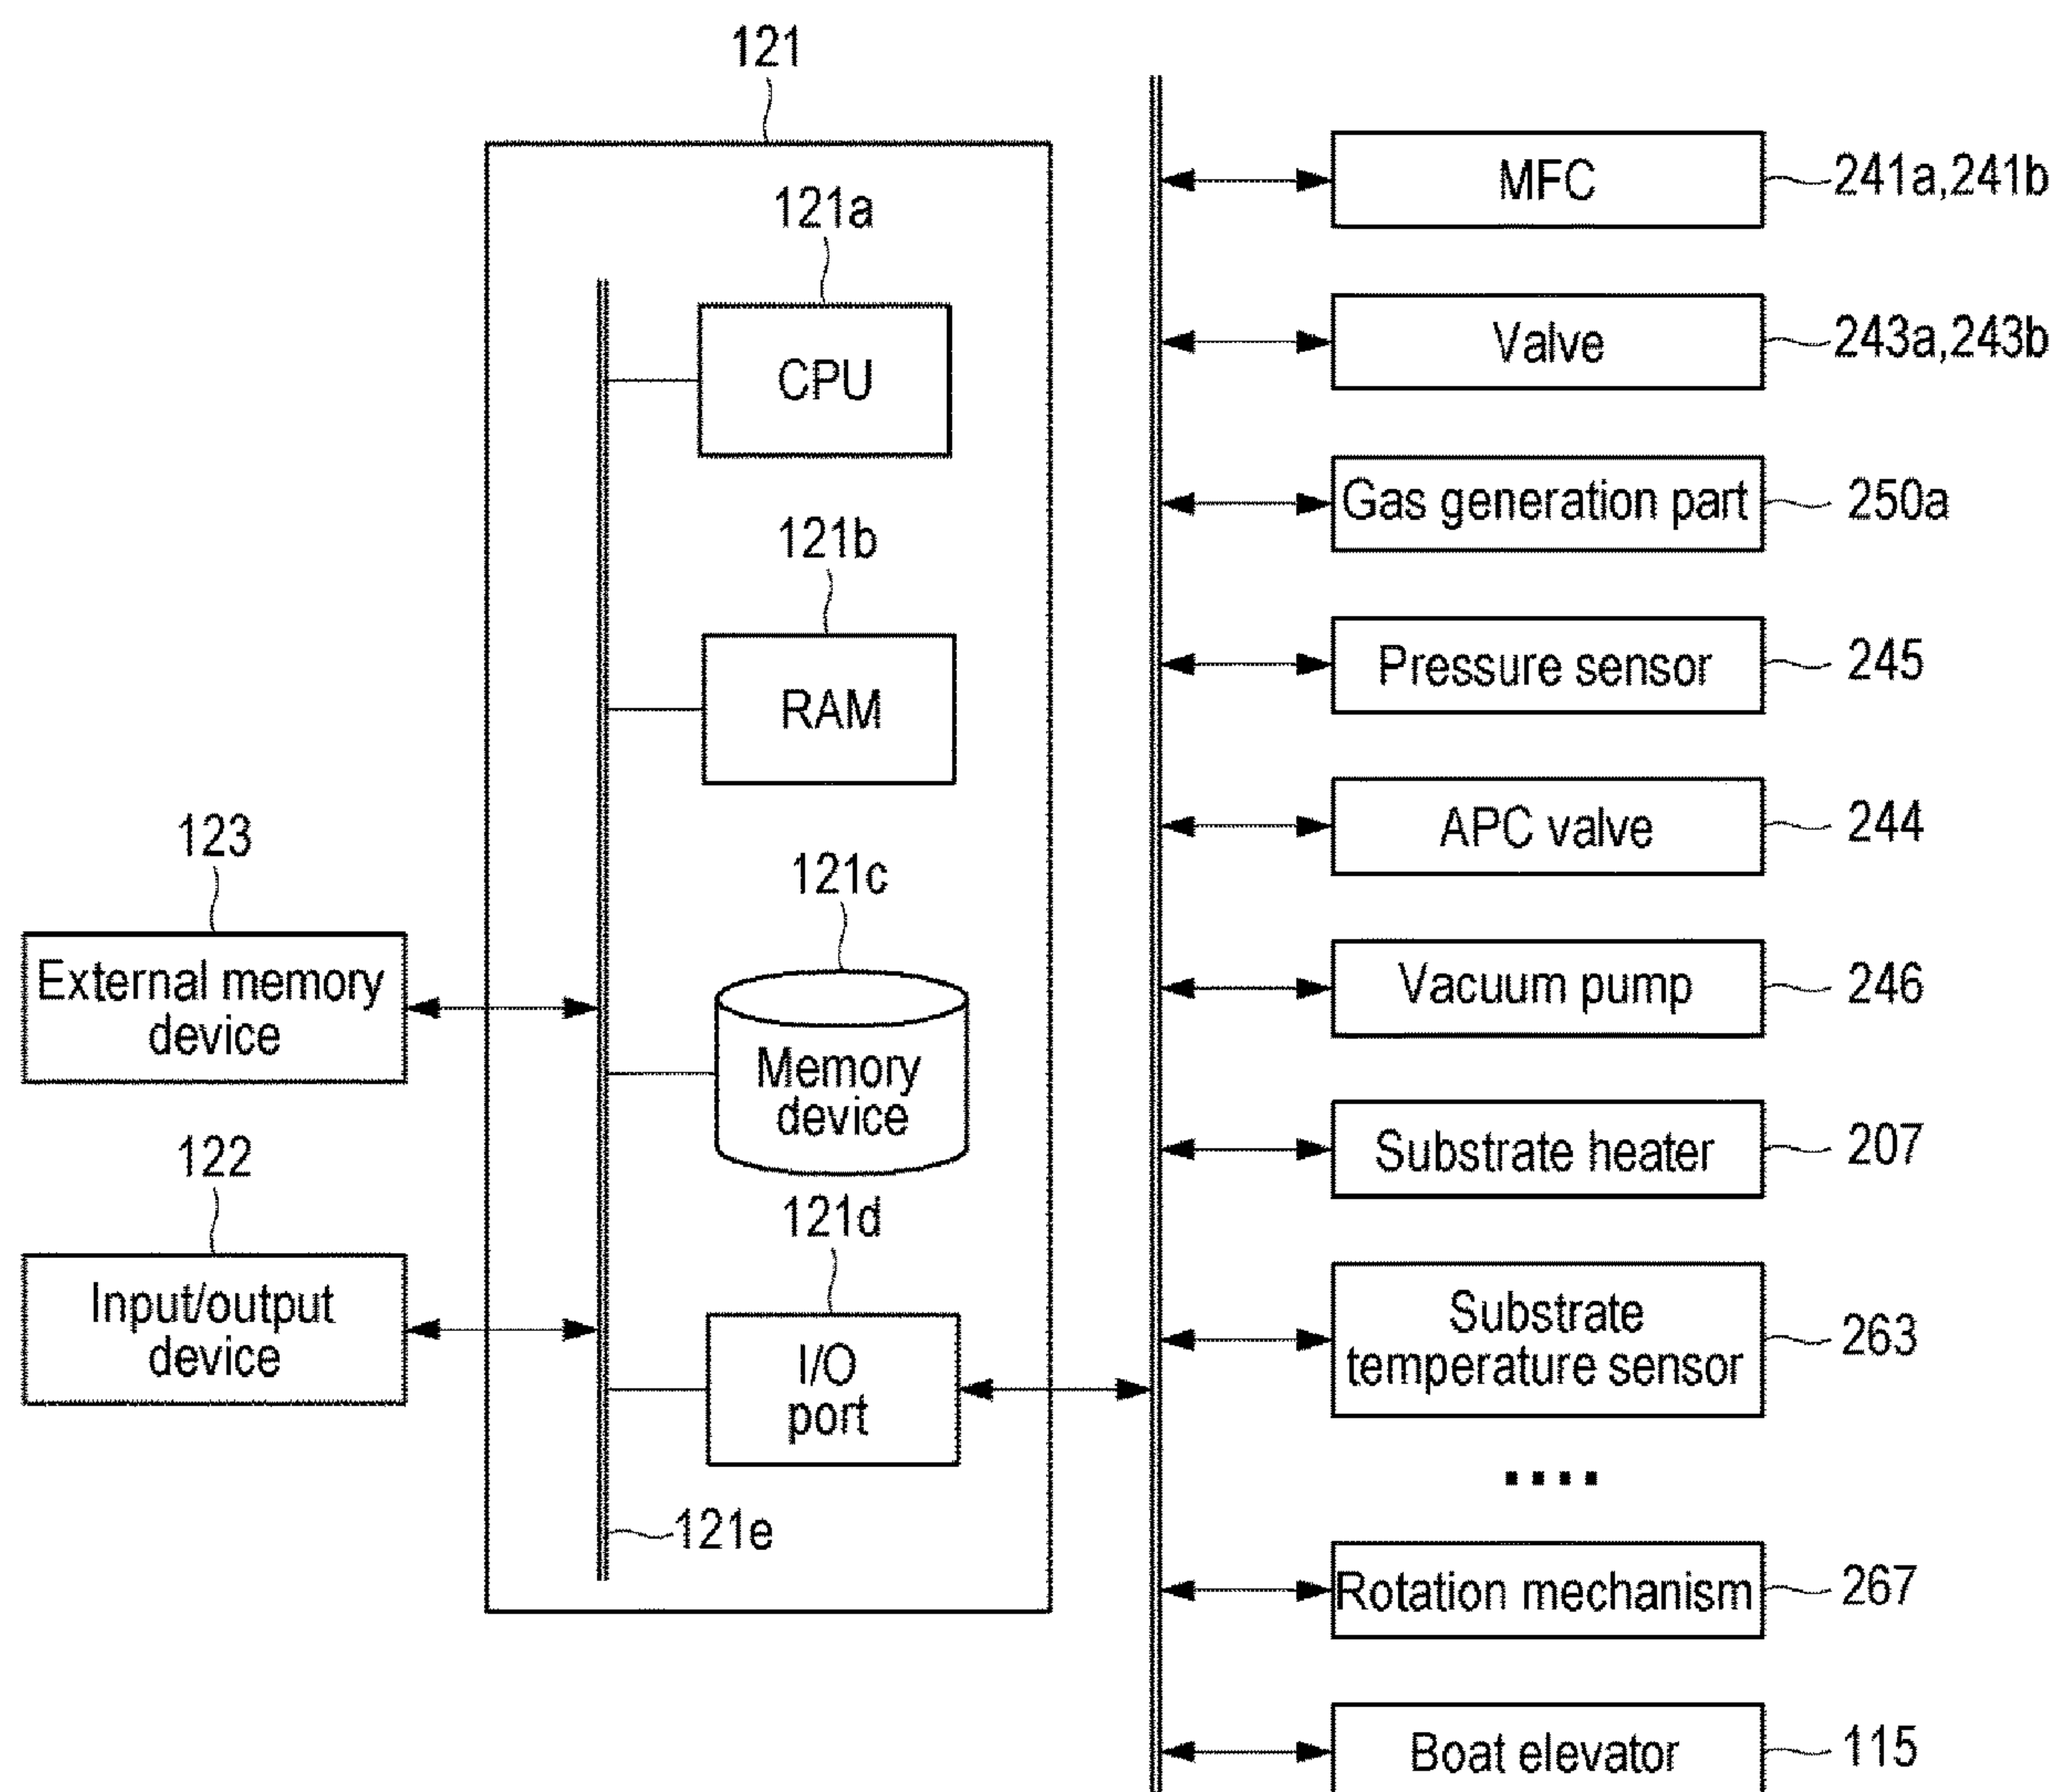 121
121a
CPU
121b
RAM
121c
Memory
device
121d
I/O
port
121e
123
External memory
device
122
Input/output
device
MFC
241a,241b
Valve
243a,243b
Gas generation part
250a
Pressure sensor
245
APC valve
244
Vacuum pump
246
Substrate heater
207
Substrate
temperature sensor
263
....
Rotation mechanism
267
Boat elevator
115